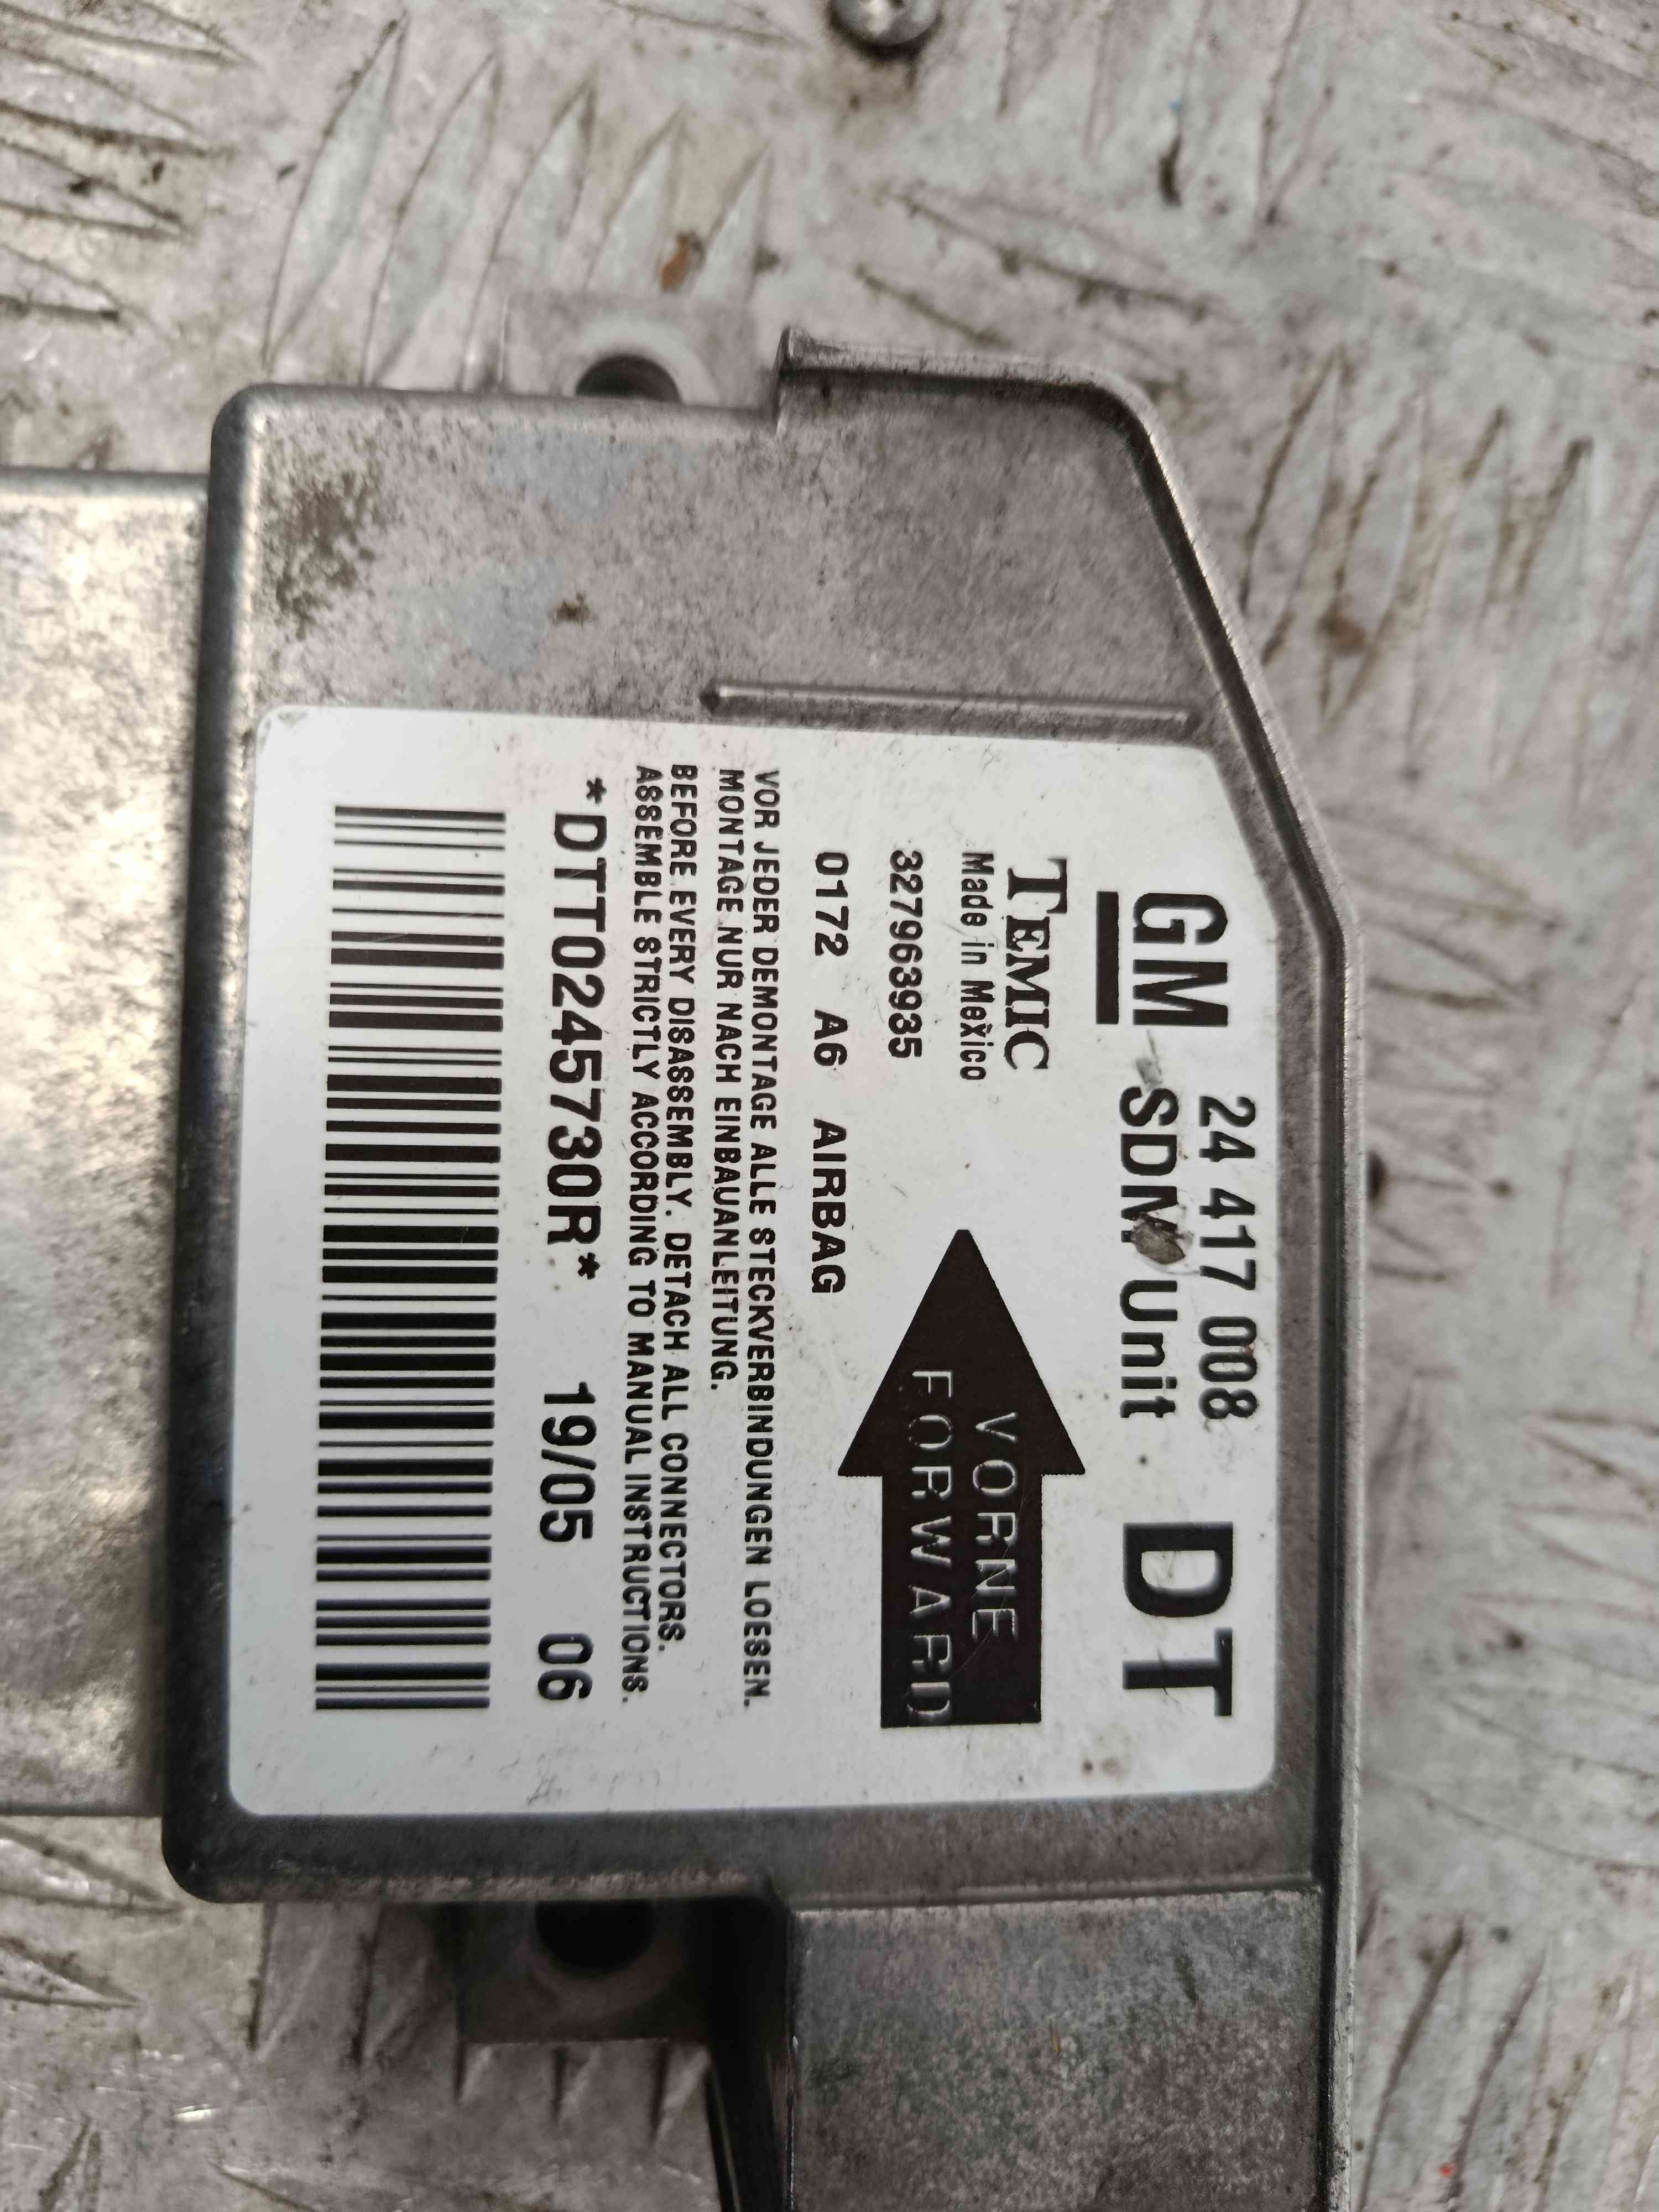 GM 24 417 008 DT
SDM Unit
TEMIC
Made in Mexico
327963935
VORNE
FORWARD
0172 A6 AIRBAG
VOR JEDER DEMONTAGE ALLE STECKVERBINDUNGEN LOESEN.
MONTAGE NUR NACH EINBAUANLEITUNG.
BEFORE EVERY DISASSEMBLY. DETACH ALL CONNECTORS.
ASSEMBLE STRICTLY ACCORDING TO MANUAL INSTRUCTIONS.
*DTT0245730R* 19/05 06